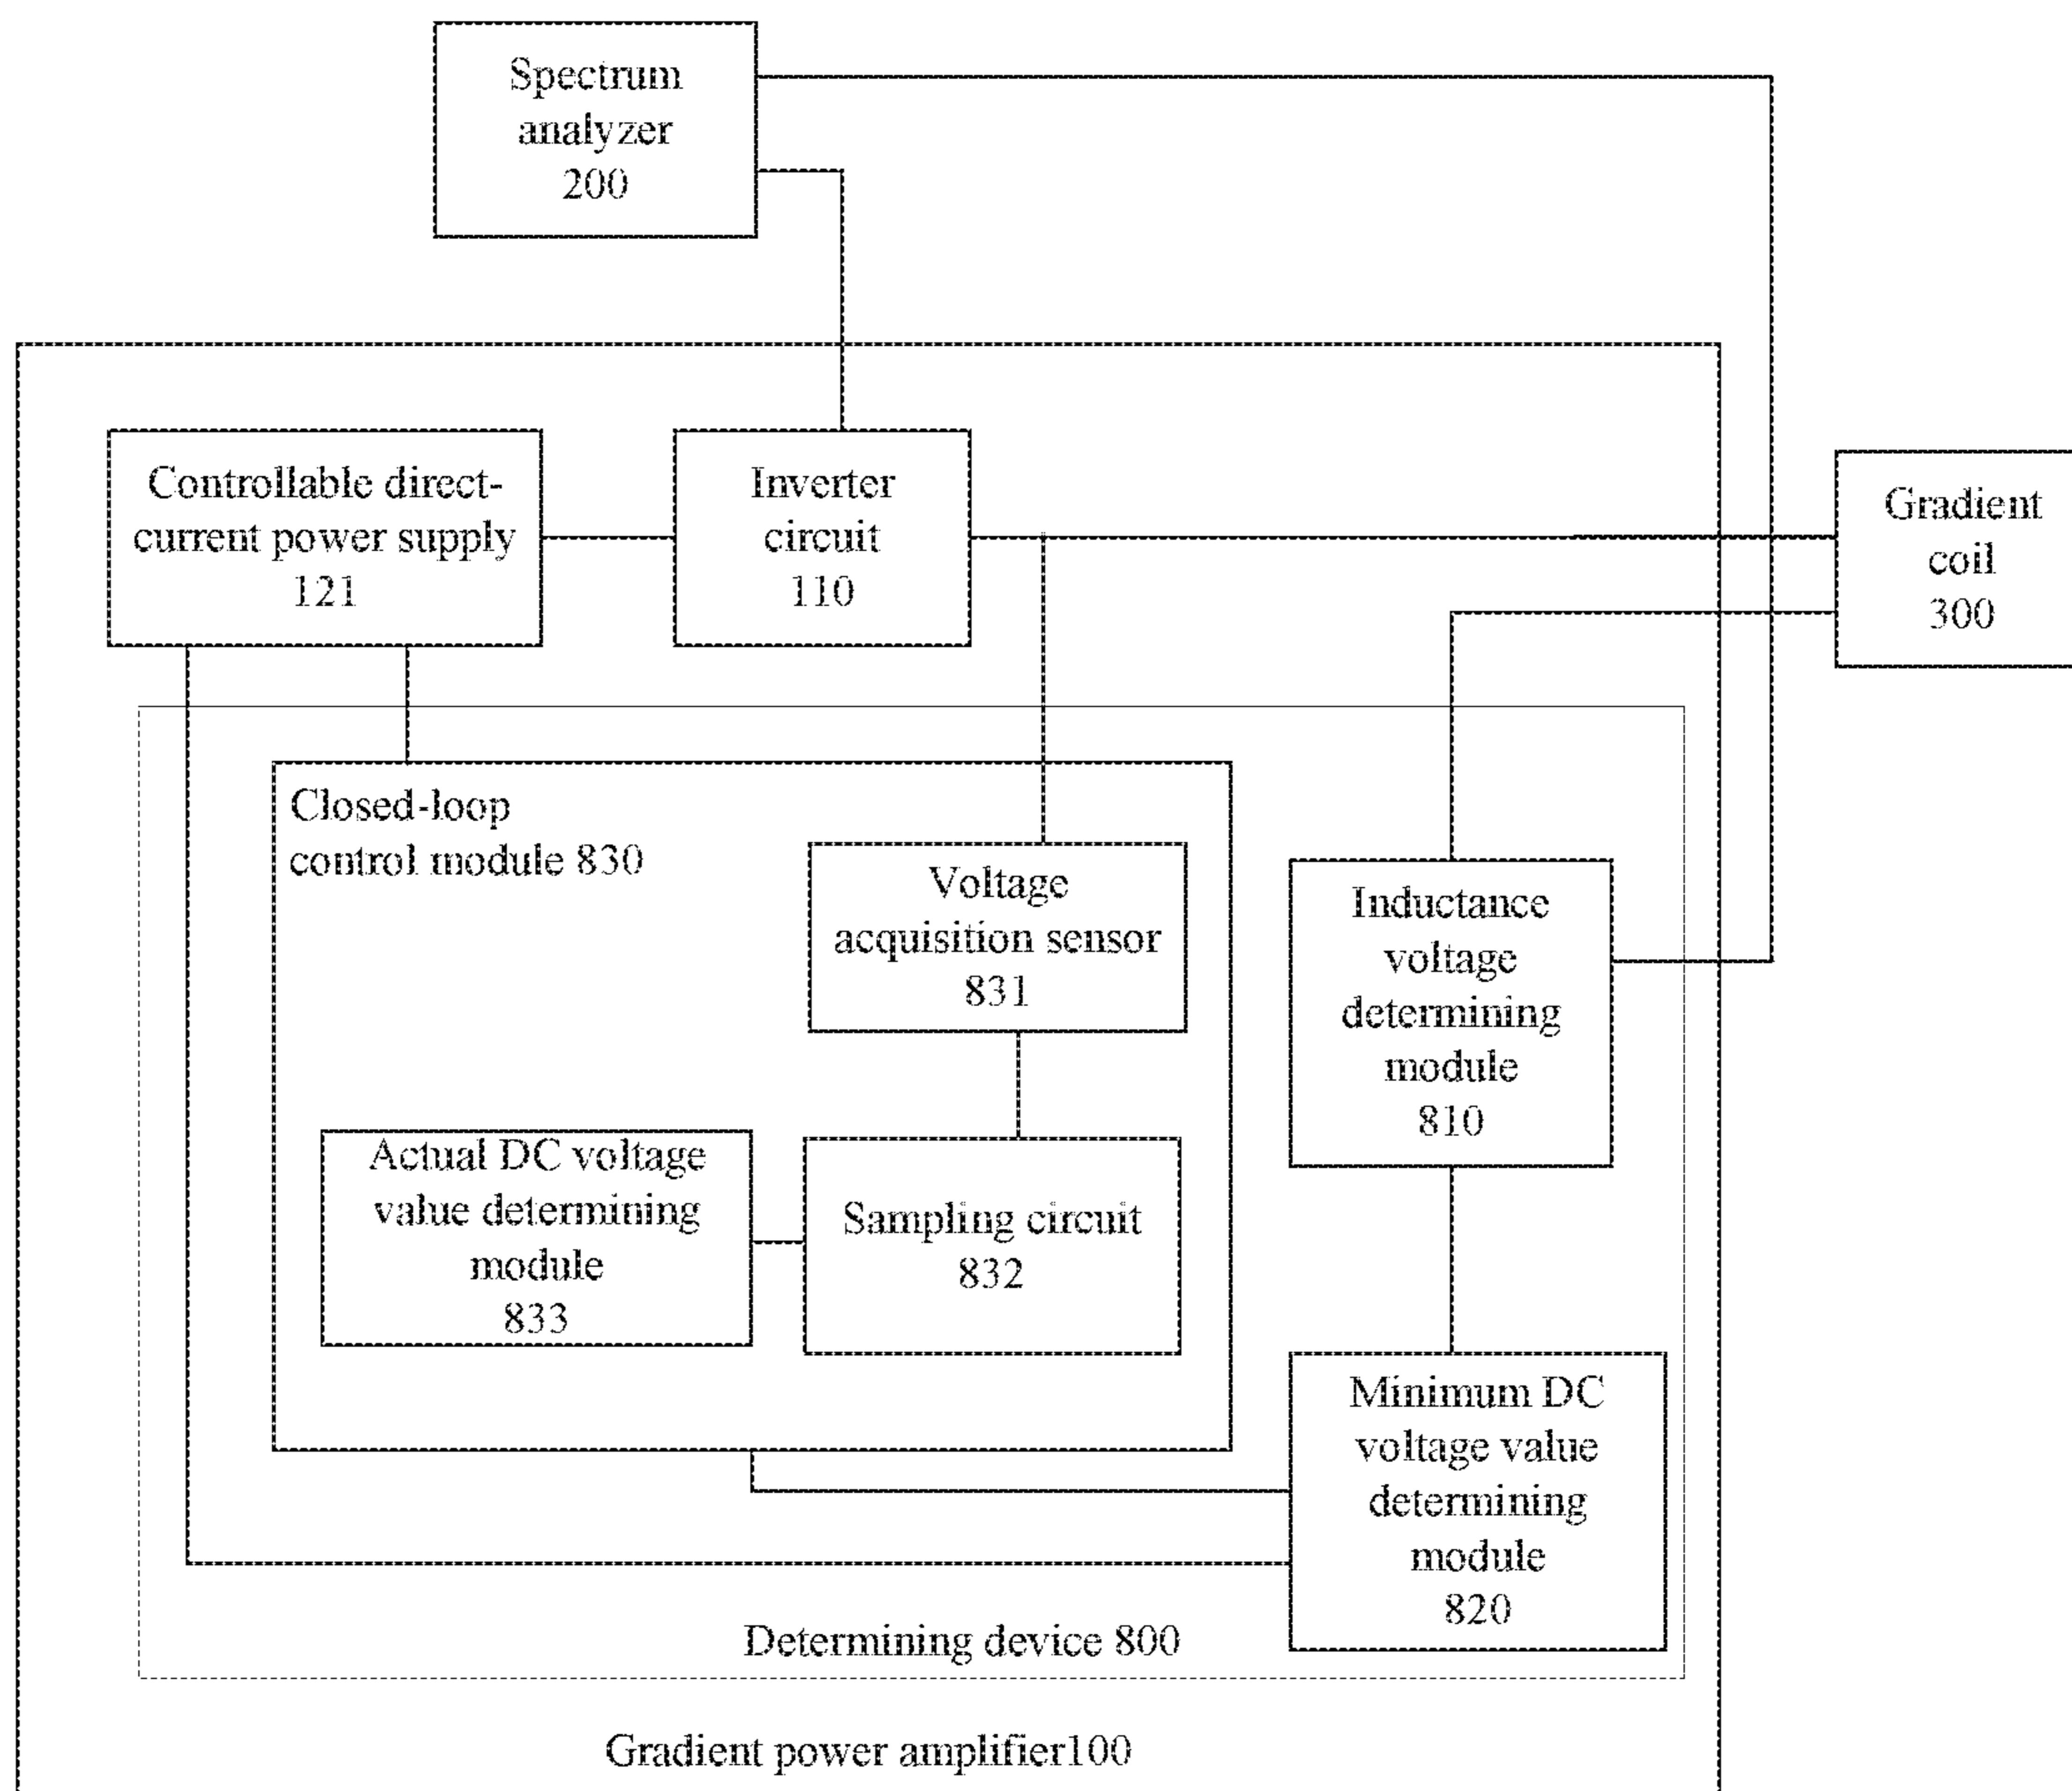 Spectrum
analyzer
200
Controllable direct-
current power supply
121
Inverter
circuit
110
Gradient
coil
300
Closed-loop
control module 830
Voltage
acquisition sensor
831
Inductance
voltage
determining
module
810
Actual DC voltage
value determining
module
833
Sampling circuit
832
Minimum DC
voltage value
determining
module
820
Determining device 800
Gradient power amplifier100